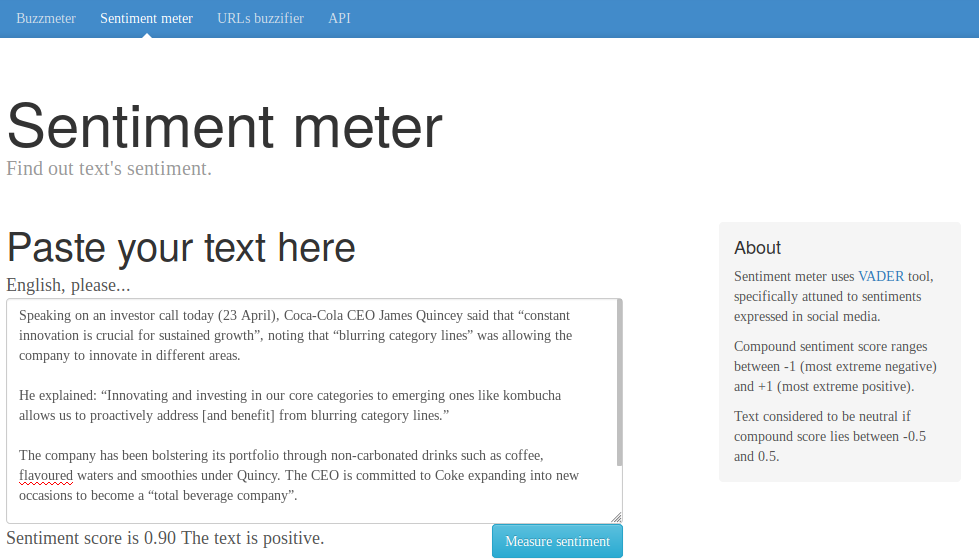 Buzzmeter Sentiment meter URLs buzzifier API
Sentiment meter
Find out text's sentiment.
Paste your text here
English, please...
Speaking on an investor call today (23 April), Coca-Cola CEO James Quincey said that “constant
innovation is crucial for sustained growth”, noting that “blurring category lines” was allowing the
company to innovate in different areas.
He explained: “Innovating and investing in our core categories to emerging ones like kombucha
allows us to proactively address [and benefit] from blurring category lines.”
The company has been bolstering its portfolio through non-carbonated drinks such as coffee,
flavoured waters and smoothies under Quincy. The CEO is committed to Coke expanding into new
occasions to become a “total beverage company”.
Sentiment score is 0.90 The text is positive.
Measure sentiment
About
Sentiment meter uses VADER tool,
specifically attuned to sentiments
expressed in social media.
Compound sentiment score ranges
between -1 (most extreme negative)
and +1 (most extreme positive).
Text considered to be neutral if
compound score lies between -0.5
and 0.5.